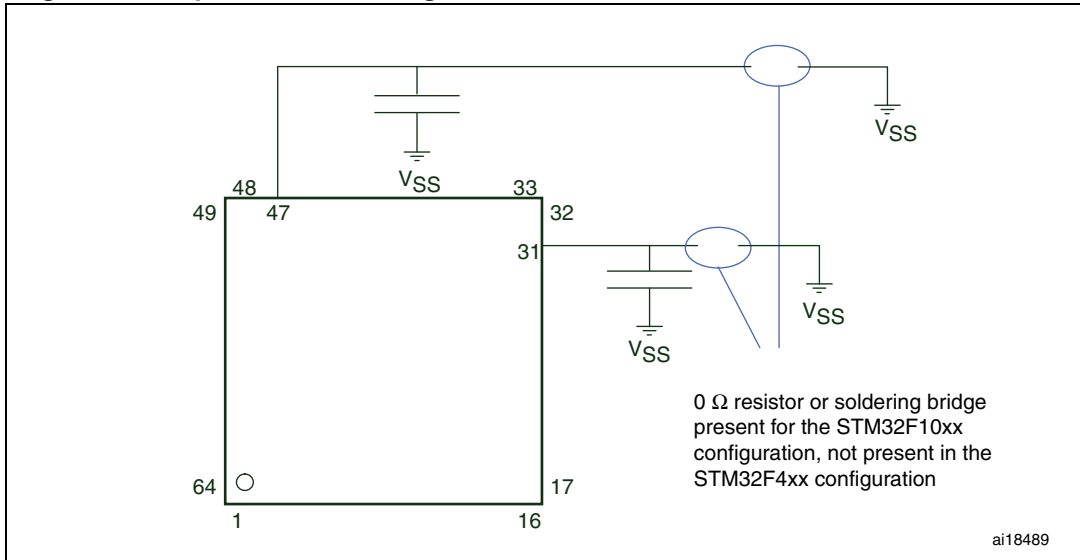 VSS
VSS
48
33
49
47
32
31
VSS
VSS
0 Ω resistor or soldering bridge
present for the STM32F10xx
configuration, not present in the
STM32F4xx configuration
64
17
1
16
ai18489